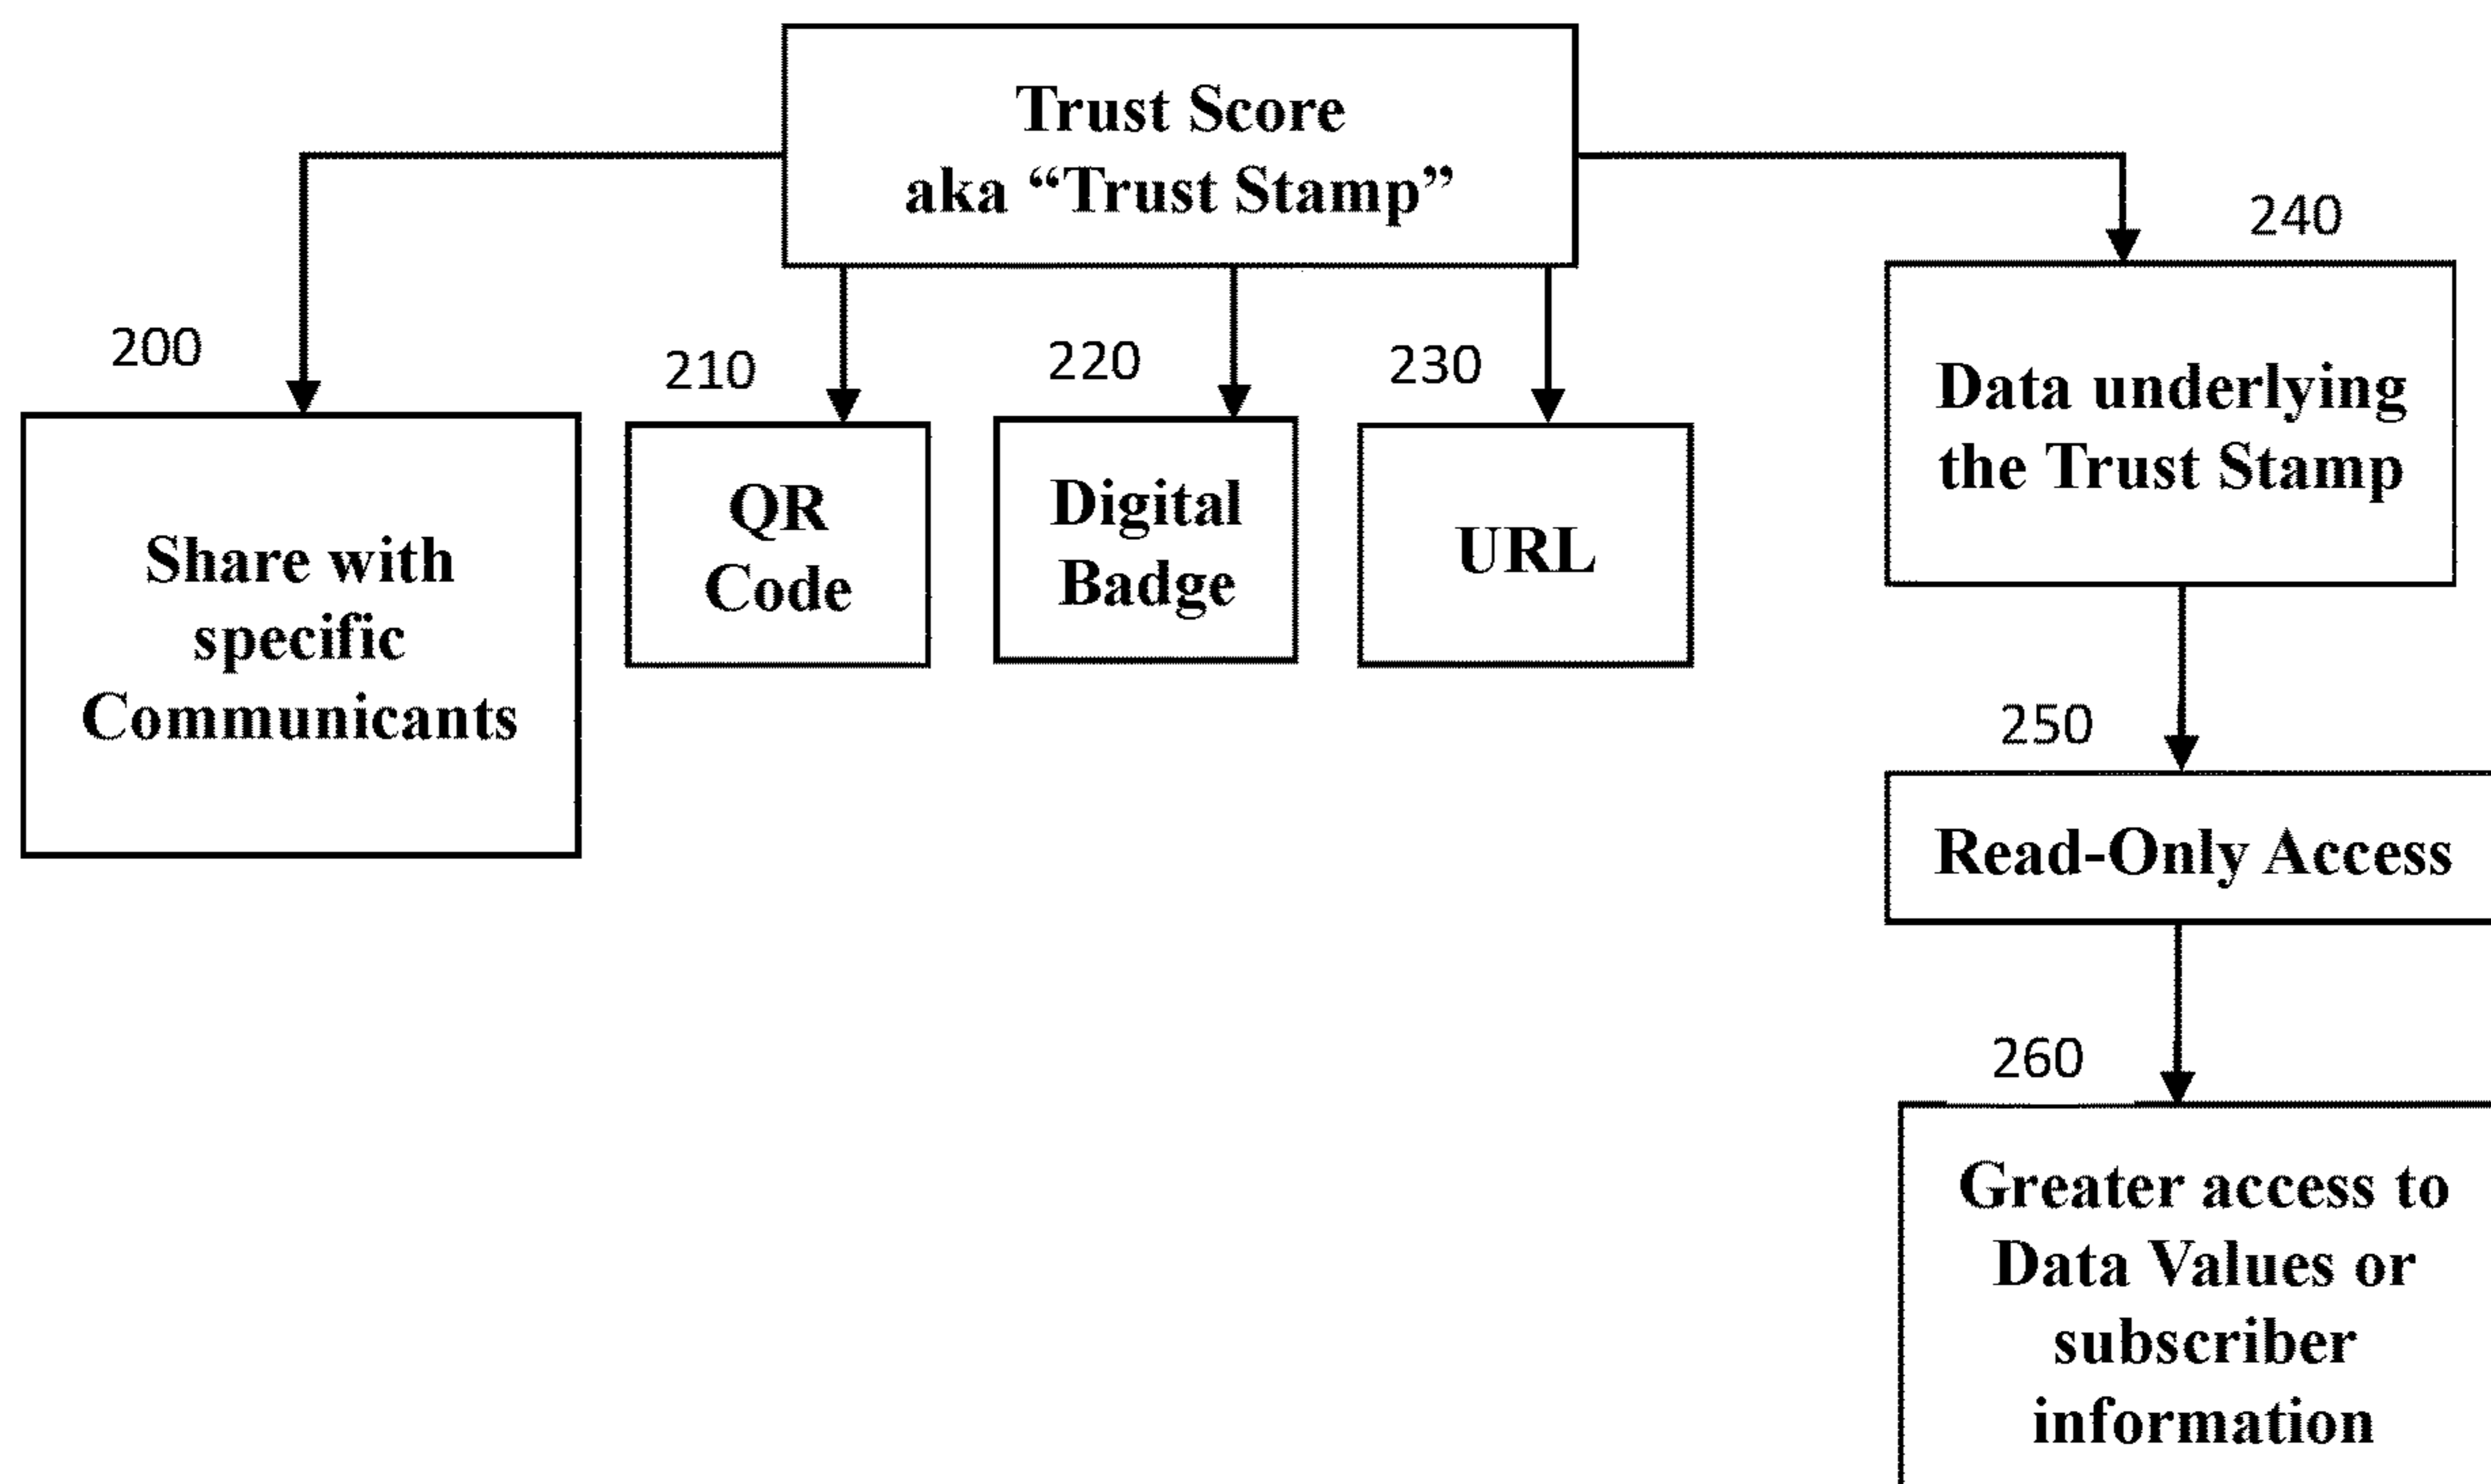 Trust Score
aka “Trust Stamp”
200
Share with
specific
Communicants
210
QR
Code
220
Digital
Badge
230
URL
240
Data underlying
the Trust Stamp
250
Read-Only Access
260
Greater access to
Data Values or
subscriber
information